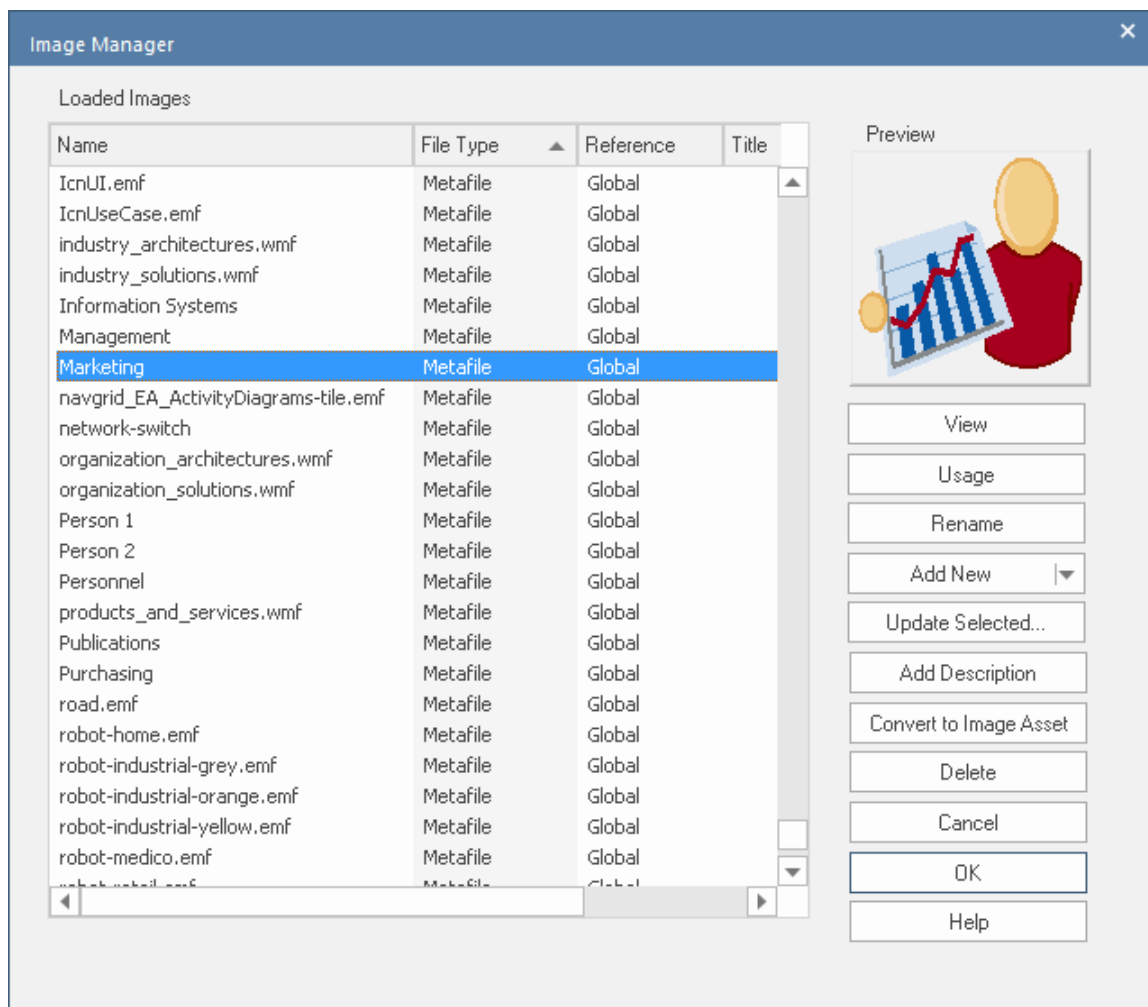 Image Manager
Loaded Images
Name File Type Reference Title
IcnUI.emf Metafile Global
IcnUseCase.emf Metafile Global
industry_architectures.wmf Metafile Global
industry_solutions.wmf Metafile Global
Information Systems Metafile Global
Management Metafile Global
Marketing Metafile Global
navgrid_EA_ActivityDiagrams-tile.emf Metafile Global
network-switch Metafile Global
organization_architectures.wmf Metafile Global
organization_solutions.wmf Metafile Global
Person 1 Metafile Global
Person 2 Metafile Global
Personnel Metafile Global
products_and_services.wmf Metafile Global
Publications Metafile Global
Purchasing Metafile Global
road.emf Metafile Global
robot-home.emf Metafile Global
robot-industrial-grey.emf Metafile Global
robot-industrial-orange.emf Metafile Global
robot-industrial-yellow.emf Metafile Global
robot-medico.emf Metafile Global
Preview
View
Usage
Rename
Add New
Update Selected...
Add Description
Convert to Image Asset
Delete
Cancel
OK
Help